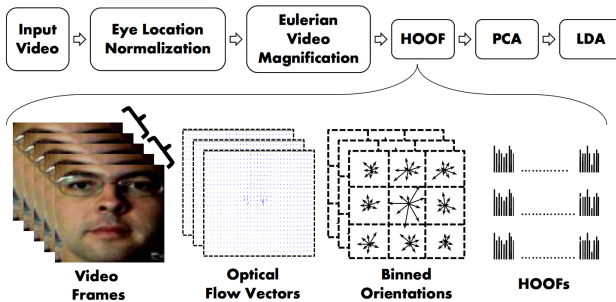 Input
Video
Eye Location
Normalization
Eulerian
Video
Magnification
HOOF
PCA
LDA
Video
Frames
Optical
Flow Vectors
Binned
Orientations
HOOFs